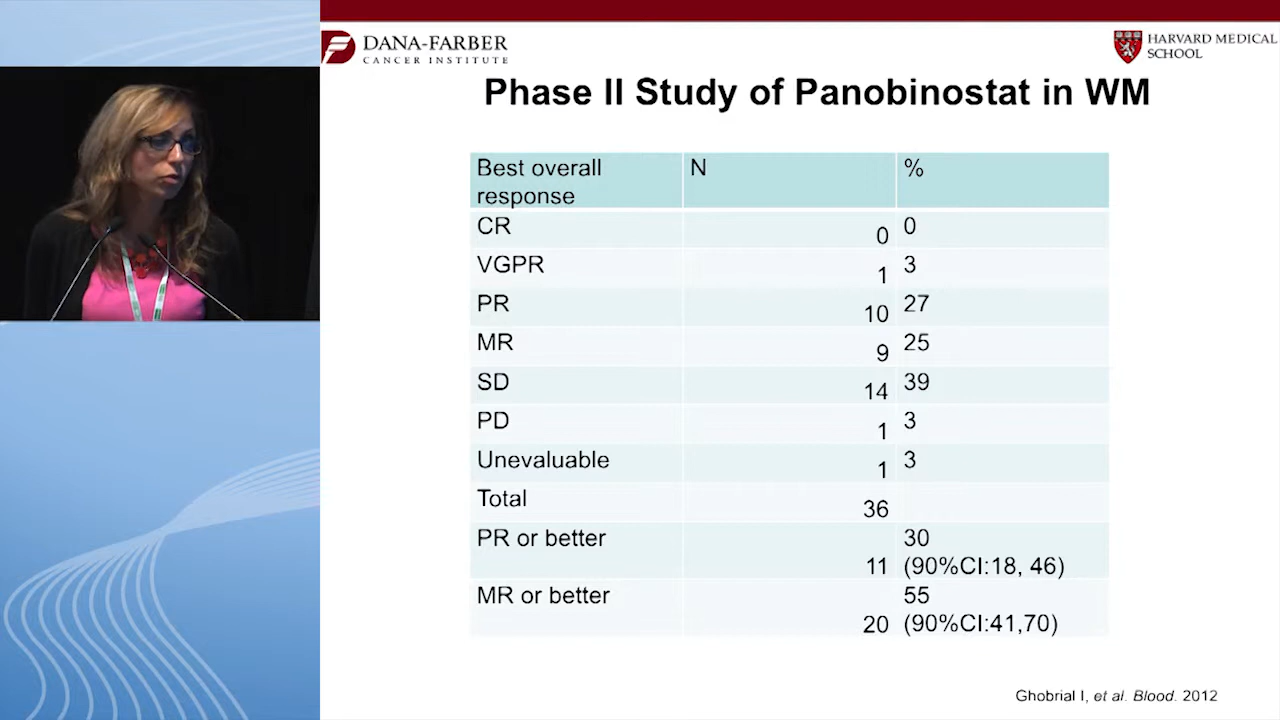 DANA-FARBER
CANCER INSTITUTE
HARVARD MEDICAL
SCHOOL
Phase II Study of Panobinostat in WM
Best overall response N %
CR 0 0
VGPR 1 3
PR 10 27
MR 9 25
SD 14 39
PD 1 3
Unevaluable 1 3
Total 36
PR or better 11 30 (90%CI:18, 46)
MR or better 20 55 (90%CI:41,70)
Ghobrial I, et al. Blood. 2012